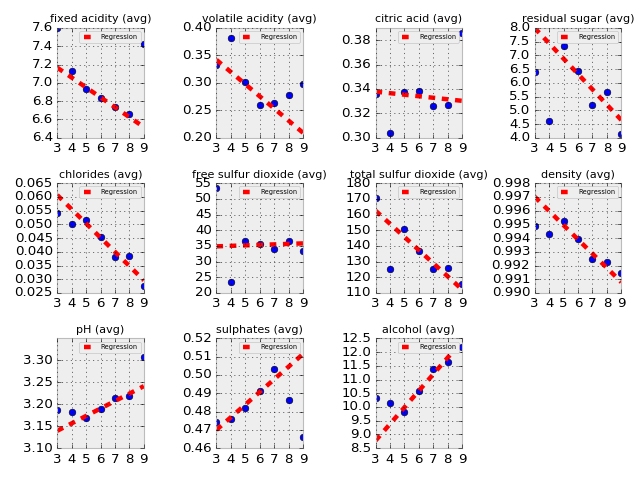 fixed acidity (avg)
7.6
7.4
7.2
7.0
6.8
6.6
6.4
3 4 5 6 7 8 9
Regression
volatile acidity (avg)
0.40
0.35
0.30
0.25
0.20
3 4 5 6 7 8 9
Regression
citric acid (avg)
0.38
0.36
0.34
0.32
0.30
3 4 5 6 7 8 9
Regression
residual sugar (avg)
8.0
7.5
7.0
6.5
6.0
5.5
5.0
4.5
4.0
3 4 5 6 7 8 9
Regression
chlorides (avg)
0.065
0.060
0.055
0.050
0.045
0.040
0.035
0.030
0.025
3 4 5 6 7 8 9
Regression
free sulfur dioxide (avg)
55
50
45
40
35
30
25
20
3 4 5 6 7 8 9
Regression
total sulfur dioxide (avg)
180
170
160
150
140
130
120
110
3 4 5 6 7 8 9
Regression
density (avg)
0.998
0.997
0.996
0.995
0.994
0.993
0.992
0.991
0.990
3 4 5 6 7 8 9
Regression
pH (avg)
3.30
3.25
3.20
3.15
3.10
3 4 5 6 7 8 9
Regression
sulphates (avg)
0.52
0.51
0.50
0.49
0.48
0.47
0.46
3 4 5 6 7 8 9
Regression
alcohol (avg)
12.5
12.0
11.5
11.0
10.5
10.0
9.5
9.0
8.5
3 4 5 6 7 8 9
Regression